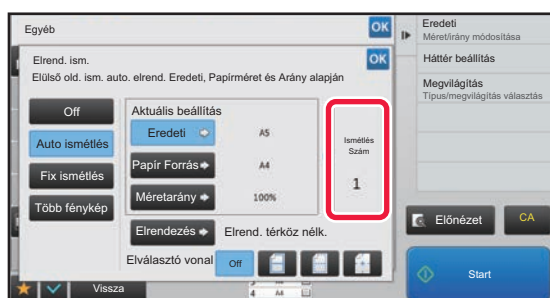 Egyéb
OK
Elrend. ism.
OK
Elülső old. ism. auto. elrend. Eredeti, Papírméret és Arány alapján
Off
Auto ismétlés
Fix ismétlés
Több fénykép
Aktuális beállítás
Eredeti
A5
Papír Forrás
A4
Méretarány
100%
Ismétlés
Szám
1
Elrendezés
Elrend. térköz nélk.
Elválasztó vonal
Off
Vissza
4
A4
Eredeti
Méret/irány módosítása
Háttér beállítás
Megvilágítás
Típus/megvilágítás választás
Előnézet
CA
Start